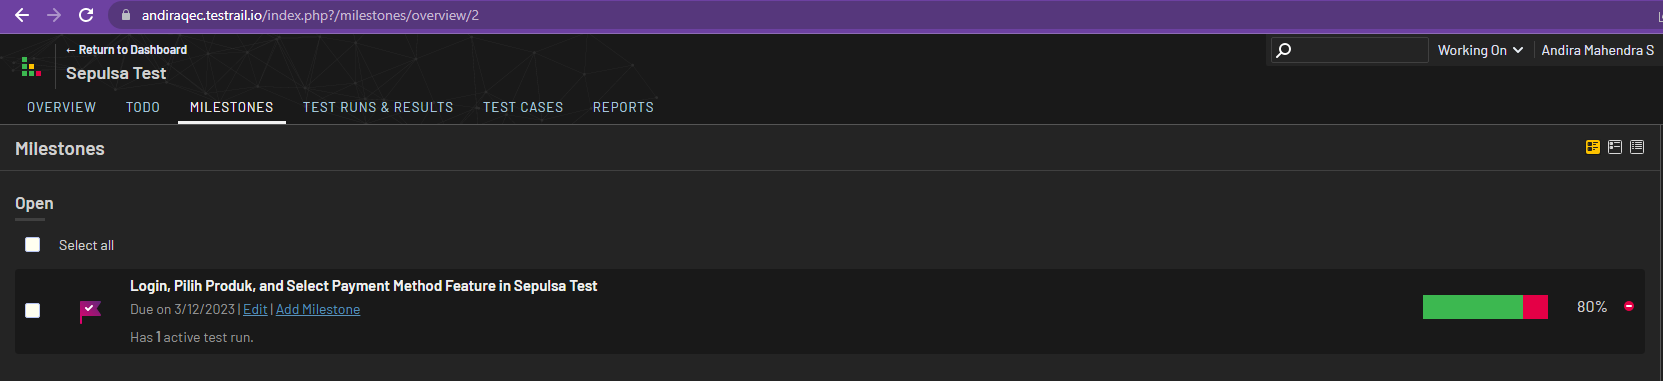 andiraqec.testrail.io/index.php?/milestones/overview/2
← Return to Dashboard
Sepulsa Test
Working On
Andira Mahendra S
OVERVIEW TODO MILESTONES TEST RUNS & RESULTS TEST CASES REPORTS
Milestones
Open
Select all
Login, Pilih Produk, and Select Payment Method Feature in Sepulsa Test
Due on 3/12/2023 | Edit | Add Milestone
80%
Has 1 active test run.